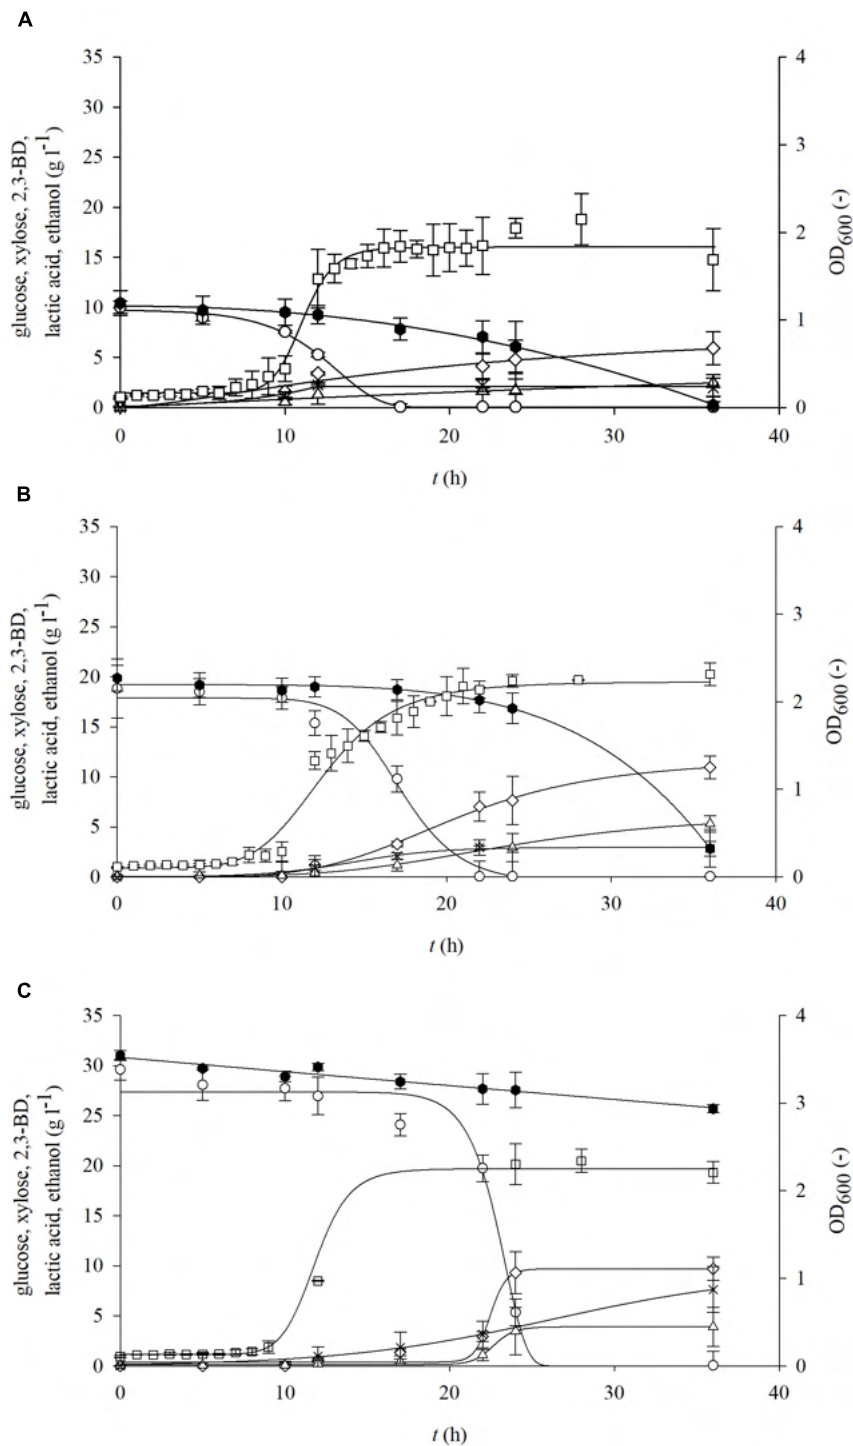 A
glucose, xylose, 2,3-BD,
lactic acid, ethanol (g l-1)
35
30
25
20
15
10
5
0
4
3
2
1
0
OD600 (-)
0 10 20 30 40
t (h)
B
glucose, xylose, 2,3-BD,
lactic acid, ethanol (g l-1)
35
30
25
20
15
10
5
0
4
3
2
1
0
OD600 (-)
0 10 20 30 40
t (h)
C
glucose, xylose, 2,3-BD,
lactic acid, ethanol (g l-1)
35
30
25
20
15
10
5
0
4
3
2
1
0
OD600 (-)
0 10 20 30 40
t (h)